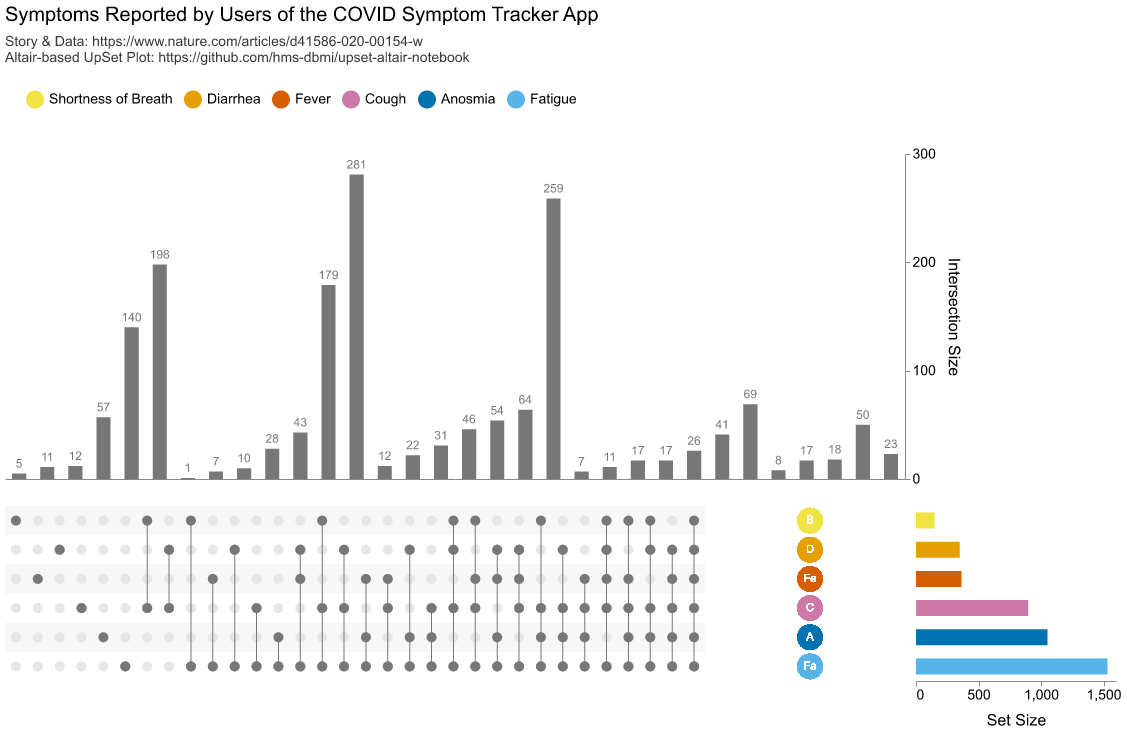 Symptoms Reported by Users of the COVID Symptom Tracker App
Story & Data: https://www.nature.com/articles/d41586-020-00154-w
Altair-based UpSet Plot: https://github.com/hms-dbmi/upset-altair-notebook
Shortness of Breath Diarrhea Fever Cough Anosmia Fatigue
300
200
100
0
Intersection Size
5 11 12 57 140 198 1 7 10 28 43 179 281 12 22 31 46 54 64 259 7 11 17 17 26 41 69 8 17 18 50 23
B
D
Fe
C
A
Fa
0 500 1,000 1,500
Set Size